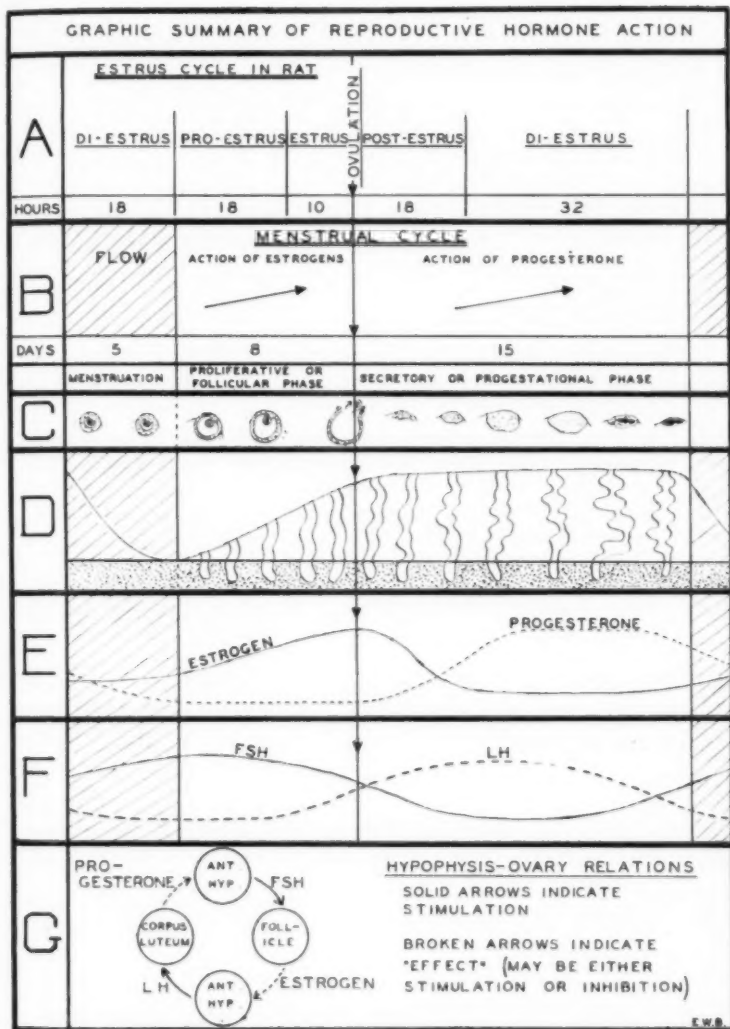 GRAPHIC SUMMARY OF REPRODUCTIVE HORMONE ACTION
A
ESTRUS CYCLE IN RAT
OVULATION
DI-ESTRUS
PRO-ESTRUS
ESTRUS
POST-ESTRUS
DI-ESTRUS
HOURS 18 18 10 18 32
B
MENSTRUAL CYCLE
FLOW
ACTION OF ESTROGENS
ACTION OF PROGESTERONE
DAYS 5 8 15
MENSTRUATION
PROLIFERATIVE OR
FOLLICULAR PHASE
SECRETORY OR PROGESTATIONAL PHASE
C
D
E
ESTROGEN
PROGESTERONE
F
FSH
LH
G
PRO-
GESTERONE
ANT
HYP.
FSH
CORPUS
LUTEUM
FOLL-
ICLE
LH
ANT
HYP.
ESTROGEN
HYPOPHYSIS-OVARY RELATIONS
SOLID ARROWS INDICATE
STIMULATION
BROKEN ARROWS INDICATE
"EFFECT" (MAY BE EITHER
STIMULATION OR INHIBITION)
E.W.B.